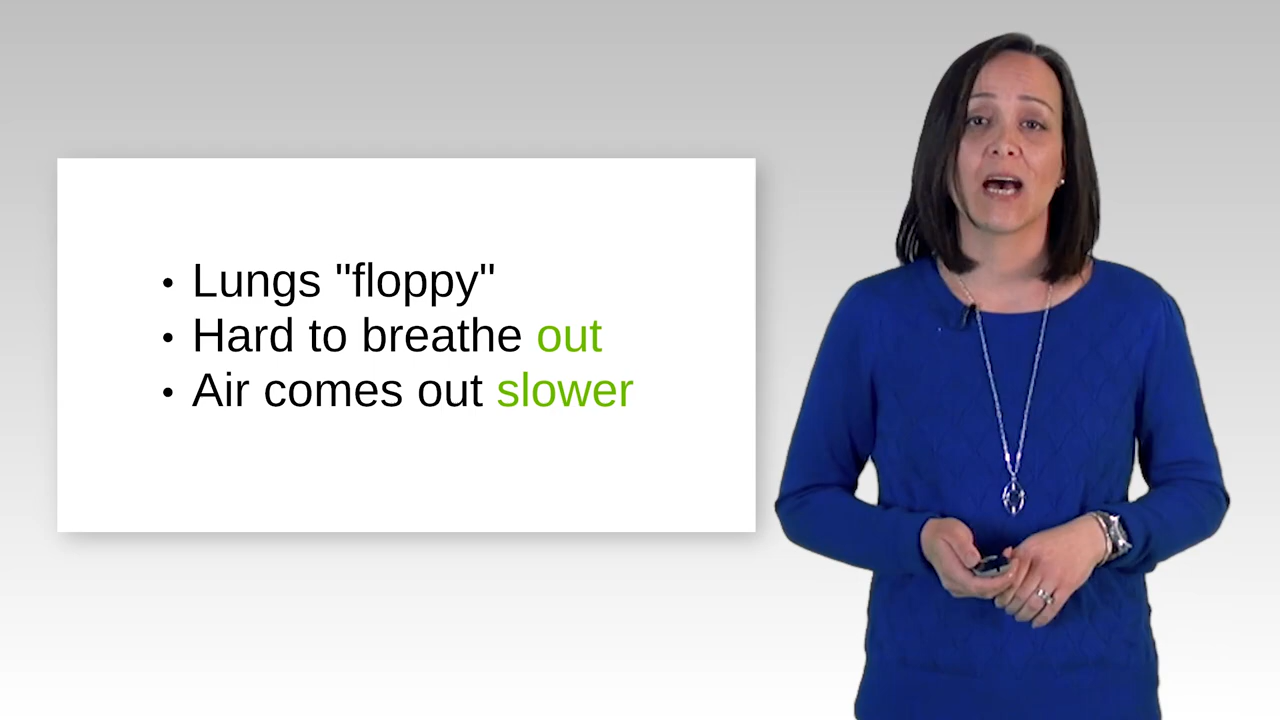 • Lungs "floppy"
• Hard to breathe out
• Air comes out slower